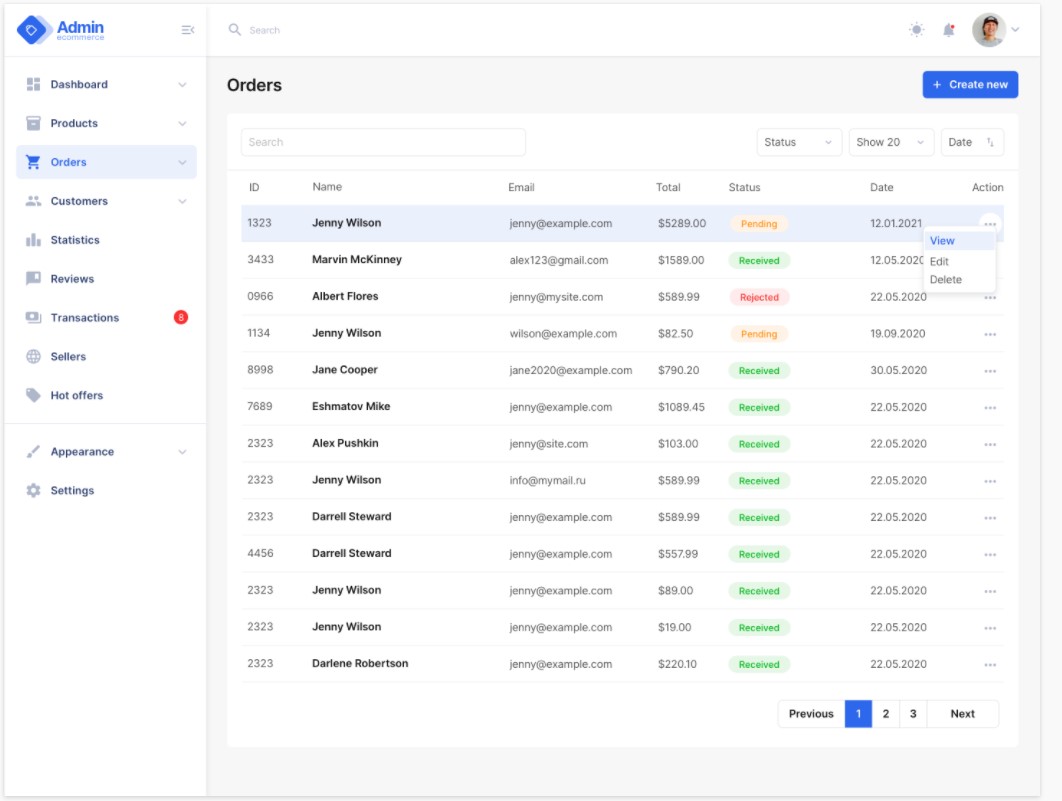 Admin
ecommerce
Search
Dashboard
Products
Orders
Customers
Statistics
Reviews
Transactions 8
Sellers
Hot offers
Appearance
Settings
Orders
+ Create new
Search Status Show 20 Date
ID Name Email Total Status Date Action
1323 Jenny Wilson jenny@example.com $5289.00 Pending 12.01.2021
View
Edit
Delete
3433 Marvin McKinney alex123@gmail.com $1589.00 Received 12.05.2020
0966 Albert Flores jenny@mysite.com $589.99 Rejected 22.05.2020
1134 Jenny Wilson wilson@example.com $82.50 Pending 19.09.2020
8998 Jane Cooper jane2020@example.com $790.20 Received 30.05.2020
7689 Eshmatov Mike jenny@example.com $1089.45 Received 22.05.2020
2323 Alex Pushkin jenny@site.com $103.00 Received 22.05.2020
2323 Jenny Wilson info@mymail.ru $589.99 Received 22.05.2020
2323 Darrell Steward jenny@example.com $589.99 Received 22.05.2020
4456 Darrell Steward jenny@example.com $557.99 Received 22.05.2020
2323 Jenny Wilson jenny@example.com $89.00 Received 22.05.2020
2323 Jenny Wilson jenny@example.com $19.00 Received 22.05.2020
2323 Darlene Robertson jenny@example.com $220.10 Received 22.05.2020
Previous 1 2 3 Next